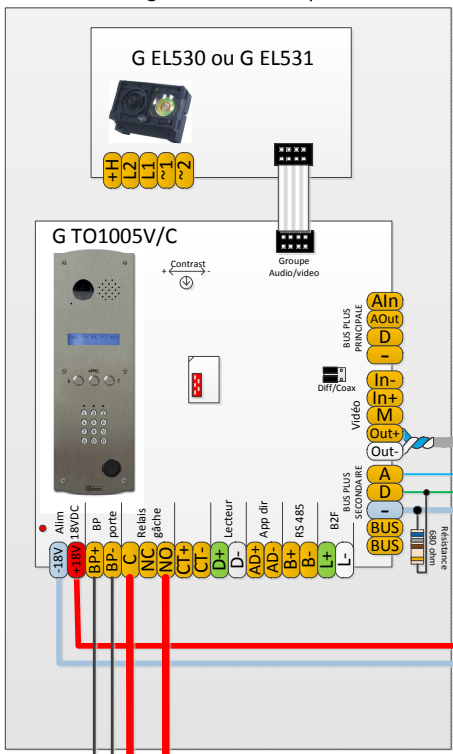 G EL530 ou G EL531
+H
L2
L1
~1
~2
G TO1005V/C
Contrast
+
-
Groupe
Audio/video
AIn
AOut
D
-
BUS PLUS
PRINCIPALE
Diff/Coax
In-
In+
M
Out+
Out-
Vidéo
A
D
-
BUS
BUS
BUS PLUS
SECONDAIRE
Résistance
680 ohm
APPEL
Alim
18VDC
BP
porte
Relais
gâche
Lecteur
App dir
RS 485
B2F
-18V
+18V
BP+
BP-
C
NC
NO
CT+
CT-
D+
D-
AD+
AD-
B+
B-
L+
L-